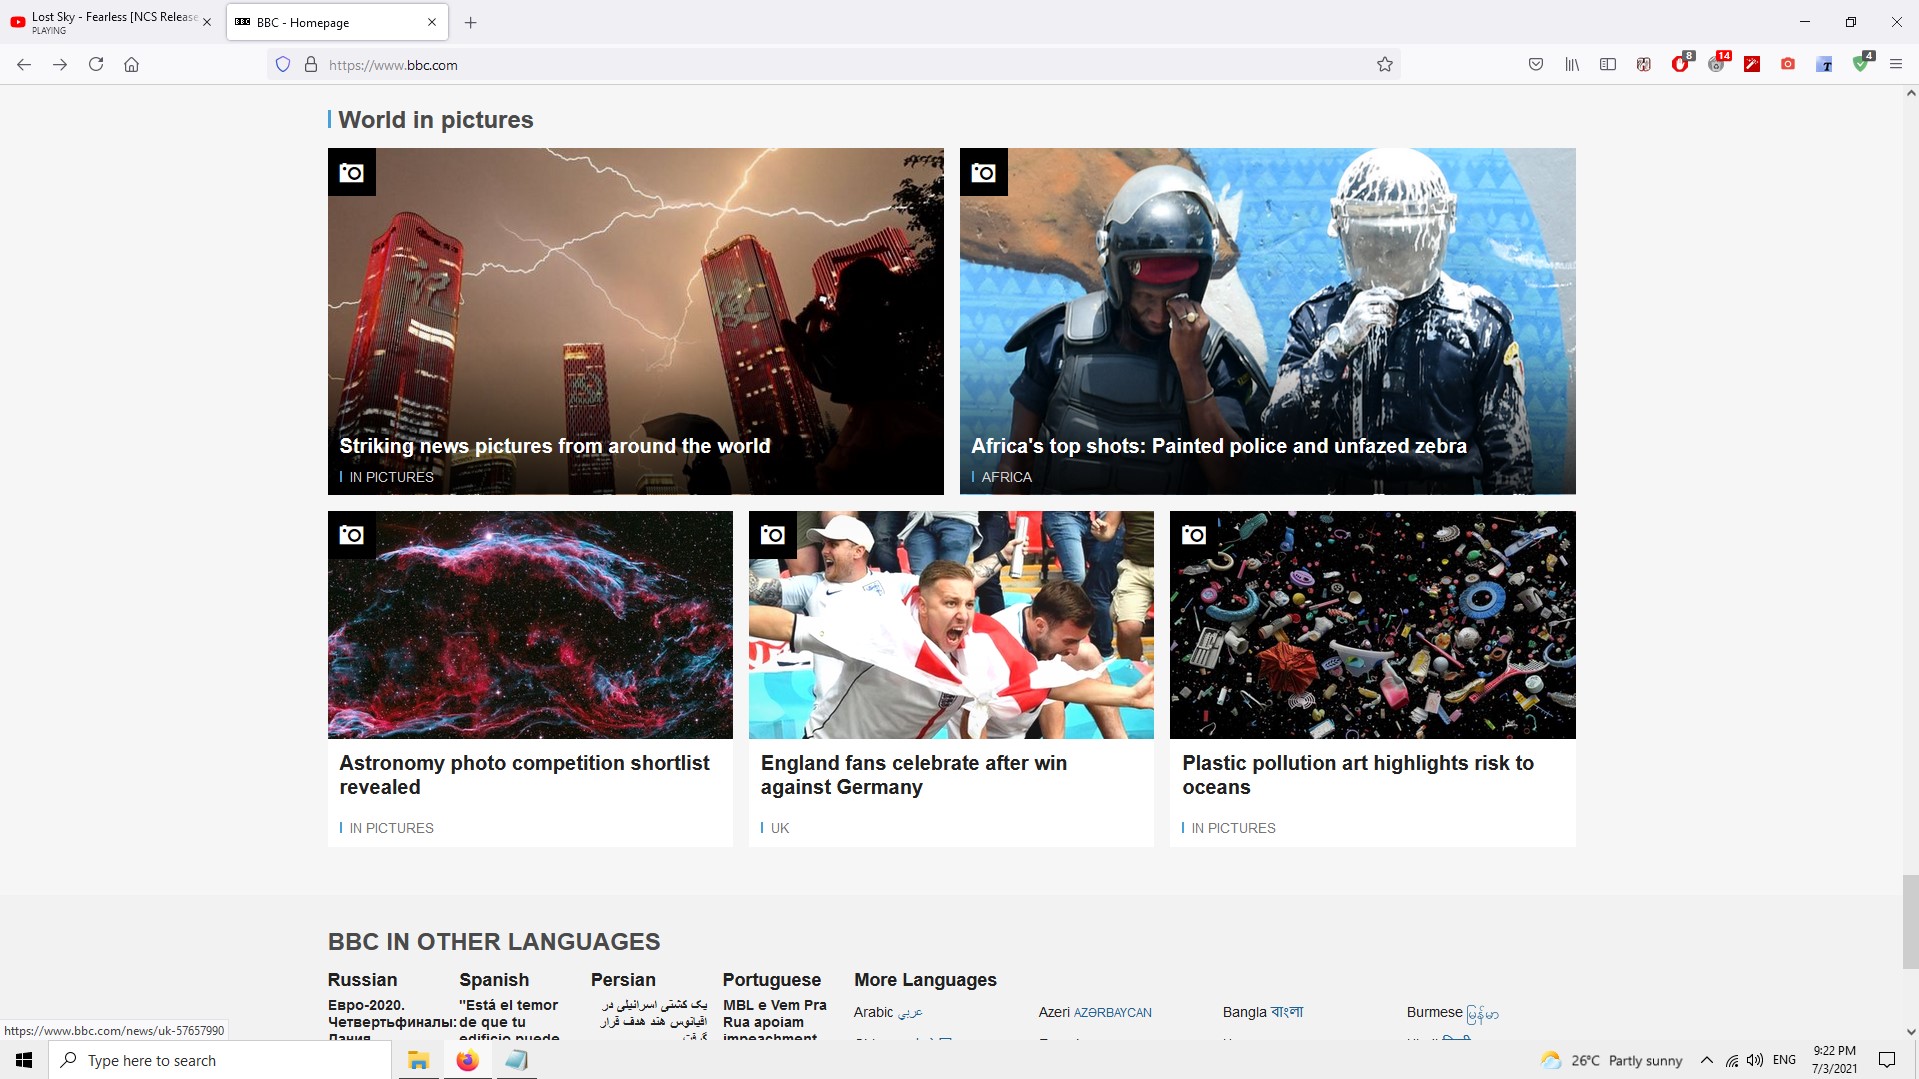 Lost Sky - Fearless [NCS Release
PLAYING
BBC - Homepage
https://www.bbc.com
8
14
4
World in pictures
Striking news pictures from around the world
IN PICTURES
Africa's top shots: Painted police and unfazed zebra
AFRICA
Astronomy photo competition shortlist
revealed
IN PICTURES
England fans celebrate after win
against Germany
UK
Plastic pollution art highlights risk to
oceans
IN PICTURES
BBC IN OTHER LANGUAGES
Russian
Евро-2020.
Четвертьфиналы:
Дания
Spanish
"Está el temor
de que tu
edificio puede
Persian
یک کشتی اسرائیلی در
اقیانوس هند هدف قرار
گرفت
Portuguese
MBL e Vem Pra
Rua apoiam
impeachment
More Languages
Arabic عربي
Azeri AZƏRBAYCAN
Bangla বাংলা
Burmese မြန်မာ
https://www.bbc.com/news/uk-57657990
Type here to search
26°C Partly sunny
ENG
9:22 PM
7/3/2021